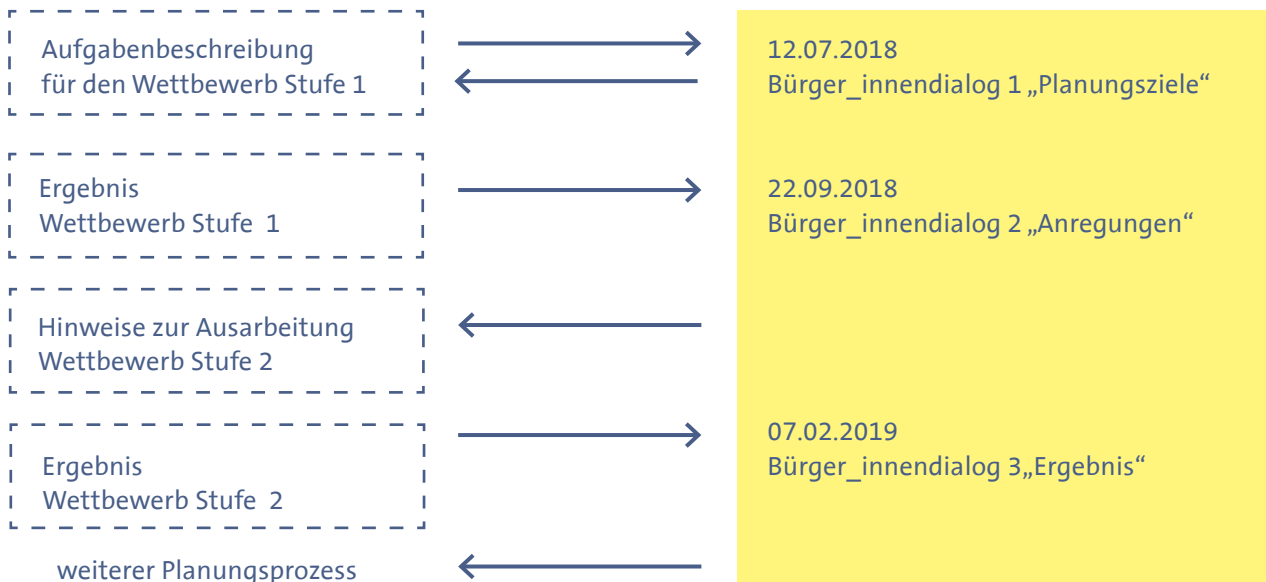 Aufgabenbeschreibung
für den Wettbewerb Stufe 1
12.07.2018
Bürger_innendialog 1 „Planungsziele“
Ergebnis
Wettbewerb Stufe 1
22.09.2018
Bürger_innendialog 2 „Anregungen“
Hinweise zur Ausarbeitung
Wettbewerb Stufe 2
Ergebnis
Wettbewerb Stufe 2
07.02.2019
Bürger_innendialog 3„Ergebnis“
weiterer Planungsprozess